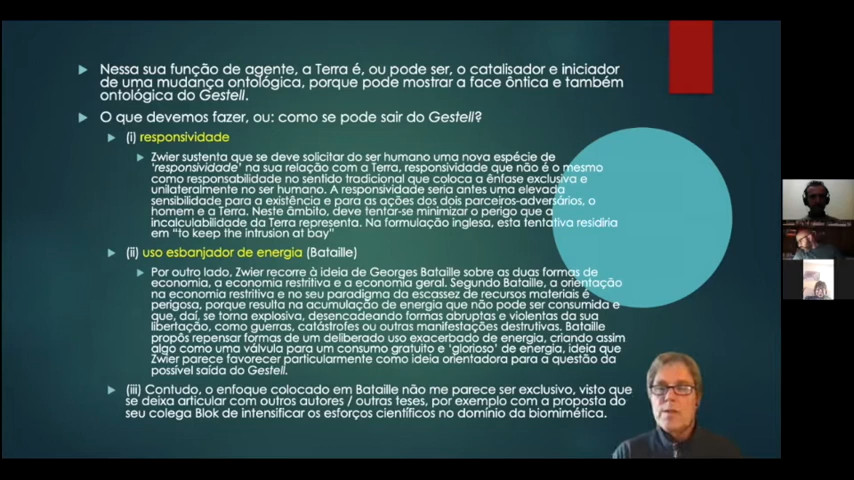 Nessa sua função de agente, a Terra é, ou pode ser, o catalisador e iniciador
de uma mudança ontológica, porque pode mostrar a face ôntica e também
ontológica do Gestell.
O que devemos fazer, ou: como se pode sair do Gestell?
(i) responsividade
Zwier sustenta que se deve solicitar do ser humano uma nova espécie de
'responsividade' na sua relação com a Terra, responsividade que não é o mesmo
como responsabilidade no sentido tradicional que coloca a ênfase exclusiva e
unilateralmente no ser humano. A responsividade seria antes uma elevada
sensibilidade para a existência e para as ações dos dois parceiros-adversários, o
homem e a Terra. Neste âmbito, deve tentar-se minimizar o perigo que a
incalculabilidade da Terra representa. Na formulação inglesa, esta tentativa residiria
em "to keep the intrusion at bay"
(ii) uso esbanjador de energia (Bataille)
Por outro lado, Zwier recorre à ideia de Georges Bataille sobre as duas formas de
economia, a economia restritiva e a economia geral. Segundo Bataille, a orientação
na economia restritiva e no seu paradigma da escassez de recursos materiais é
perigosa, porque resulta na acumulação de energia que não pode ser consumida e
que, daí, se torna explosiva, desencadeando formas abruptas e violentas da sua
libertação, como guerras, catástrofes ou outras manifestações destrutivas. Bataille
propôs repensar formas de um deliberado uso exacerbado de energia, criando assim
algo como uma válvula para um consumo gratuito e 'glorioso' de energia, ideia que
Zwier parece favorecer particularmente como ideia orientadora para a questão da
possível saída do Gestell.
(iii) Contudo, o enfoque colocado em Bataille não me parece ser exclusivo, visto que
se deixa articular com outros autores / outras teses, por exemplo com a proposta do
seu colega Blok de intensificar os esforços científicos no domínio da biomimética.